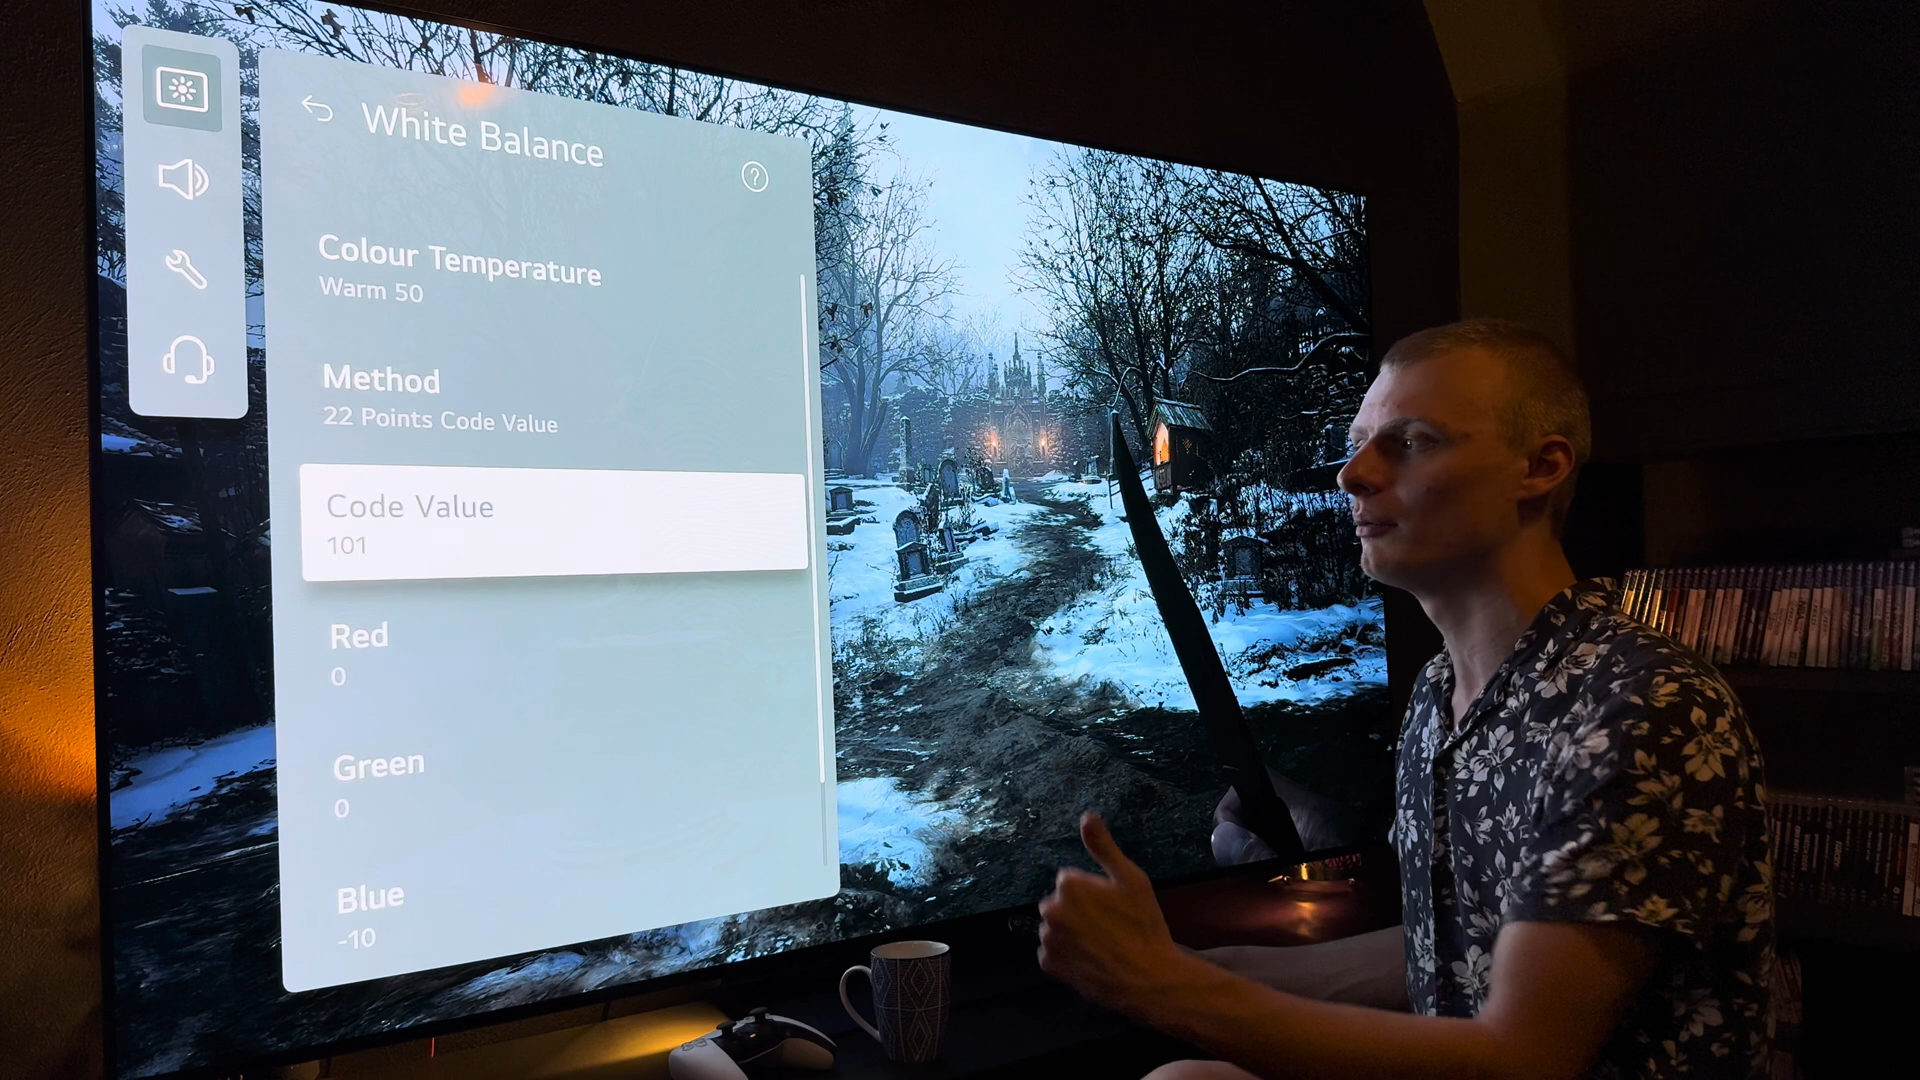 White Balance
?
Colour Temperature
Warm 50
Method
22 Points Code Value
Code Value
101
Red
0
Green
0
Blue
-10